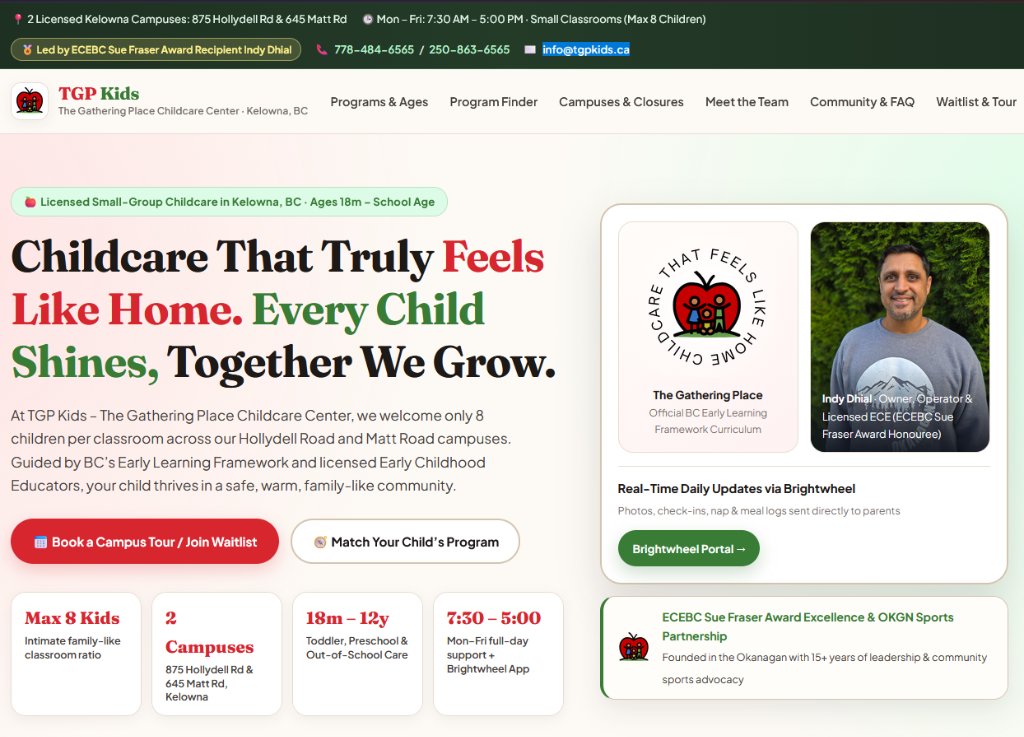 📍 2 Licensed Kelowna Campuses: 875 Hollydell Rd & 645 Matt Rd
🕒 Mon – Fri: 7:30 AM – 5:00 PM · Small Classrooms (Max 8 Children)
🏅 Led by ECEBC Sue Fraser Award Recipient Indy Dhial
📞 778-484-6565 / 250-863-6565
✉️ info@tgpkids.ca
TGP Kids
The Gathering Place Childcare Center · Kelowna, BC
Programs & Ages
Program Finder
Campuses & Closures
Meet the Team
Community & FAQ
Waitlist & Tour
🍎 Licensed Small-Group Childcare in Kelowna, BC · Ages 18m – School Age
Childcare That Truly Feels
Like Home. Every Child
Shines, Together We Grow.
At TGP Kids – The Gathering Place Childcare Center, we welcome only 8
children per classroom across our Hollydell Road and Matt Road campuses.
Guided by BC's Early Learning Framework and licensed Early Childhood
Educators, your child thrives in a safe, warm, family-like community.
🗓️ Book a Campus Tour / Join Waitlist
🧭 Match Your Child's Program
Max 8 Kids
Intimate family-like
classroom ratio
2
Campuses
875 Hollydell Rd &
645 Matt Rd,
Kelowna
18m – 12y
Toddler, Preschool &
Out-of-School Care
7:30 – 5:00
Mon–Fri full-day
support +
Brightwheel App
CHILDCARE THAT FEELS LIKE HOME
The Gathering Place
Official BC Early Learning
Framework Curriculum
Indy Dhial · Owner, Operator &
Licensed ECE (ECEBC Sue
Fraser Award Honouree)
Real-Time Daily Updates via Brightwheel
Photos, check-ins, nap & meal logs sent directly to parents
Brightwheel Portal →
ECEBC Sue Fraser Award Excellence & OKGN Sports
Partnership
Founded in the Okanagan with 15+ years of leadership & community
sports advocacy